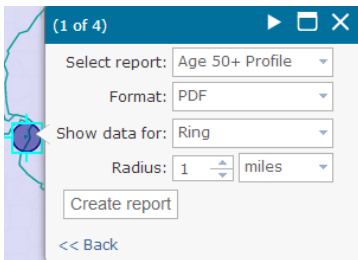 (1 of 4)
Select report: Age 50+ Profile
Format: PDF
Show data for: Ring
Radius: 1 miles
Create report
<< Back